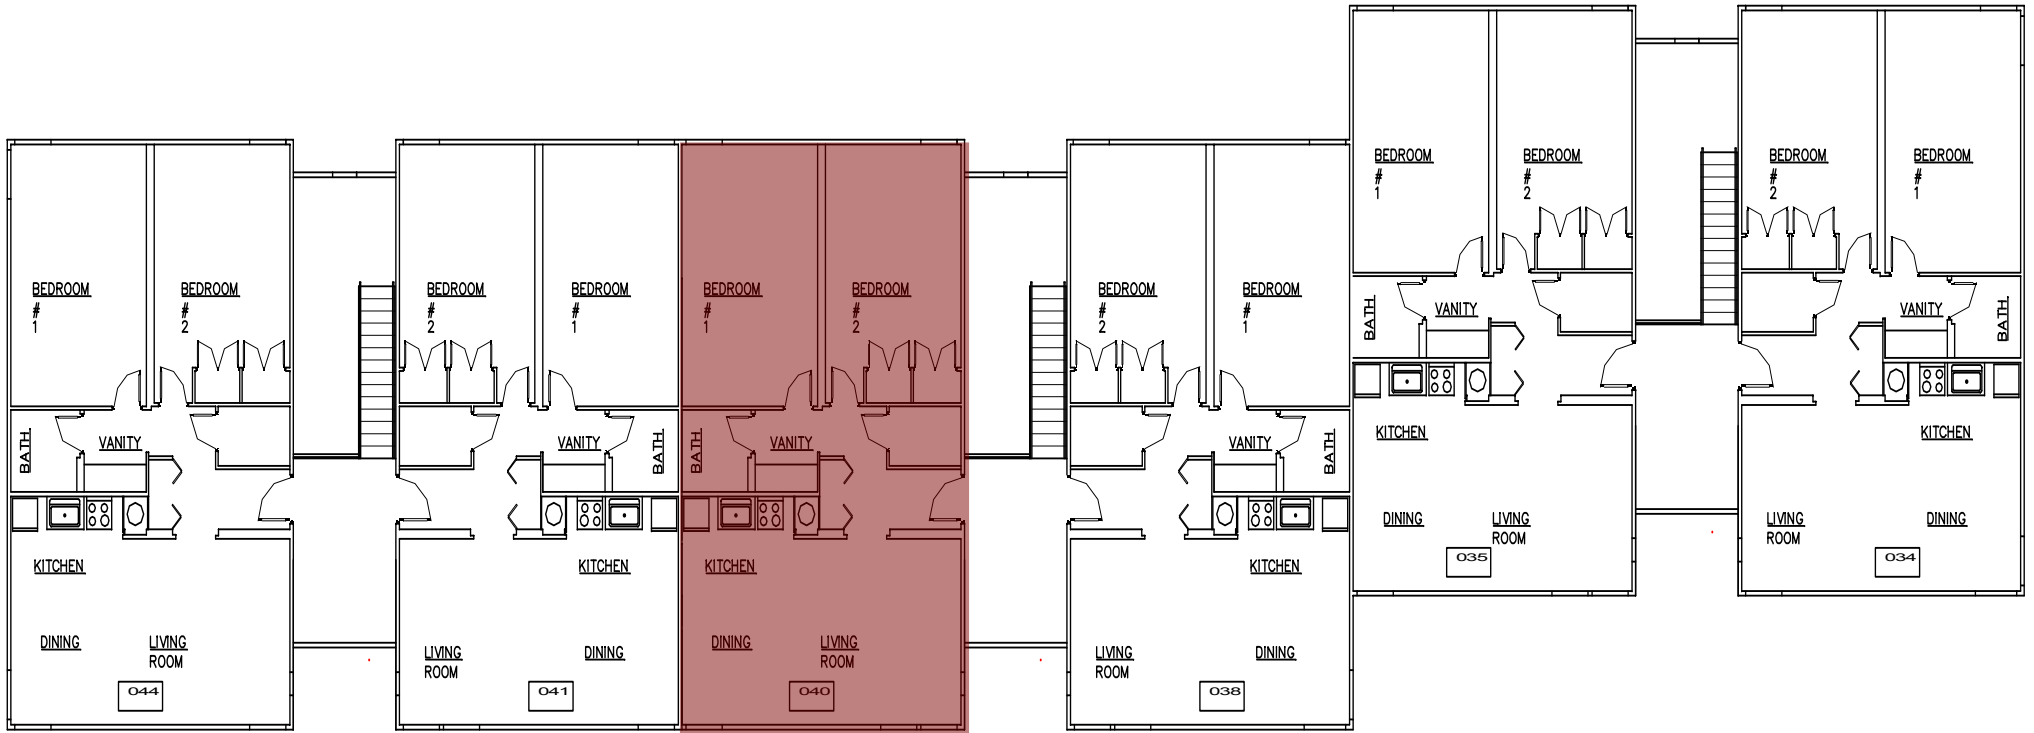 BEDROOM
#
1
BEDROOM
#
2
VANITY
BATH
KITCHEN
DINING
LIVING
ROOM
044
BEDROOM
#
2
BEDROOM
#
1
VANITY
BATH
KITCHEN
LIVING
ROOM
DINING
041
BEDROOM
#
1
BEDROOM
#
2
BATH
VANITY
KITCHEN
DINING
LIVING
ROOM
040
BEDROOM
#
2
BEDROOM
#
1
VANITY
BATH
KITCHEN
LIVING
ROOM
DINING
038
BEDROOM
#
1
BEDROOM
#
2
BATH
VANITY
KITCHEN
DINING
LIVING
ROOM
035
BEDROOM
#
2
BEDROOM
#
1
VANITY
BATH
KITCHEN
LIVING
ROOM
DINING
034